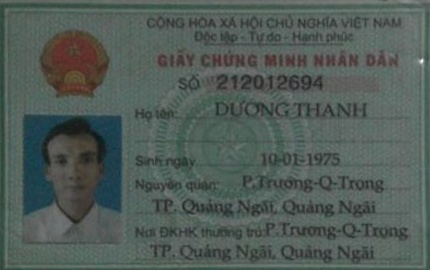 CỘNG HÒA XÃ HỘI CHỦ NGHĨA VIỆT NAM
Độc lập - Tự do - Hạnh phúc
GIẤY CHỨNG MINH NHÂN DÂN
SỐ 212012694
Họ tên: DƯƠNG THANH
Sinh ngày 10-01-1975
Nguyên quán: P.Trương-Q-Trọng
TP. Quảng Ngãi, Quảng Ngãi
Nơi ĐKHK thường trú: P.Trương-Q-Trọng
TP. Quảng Ngãi, Quảng Ngãi